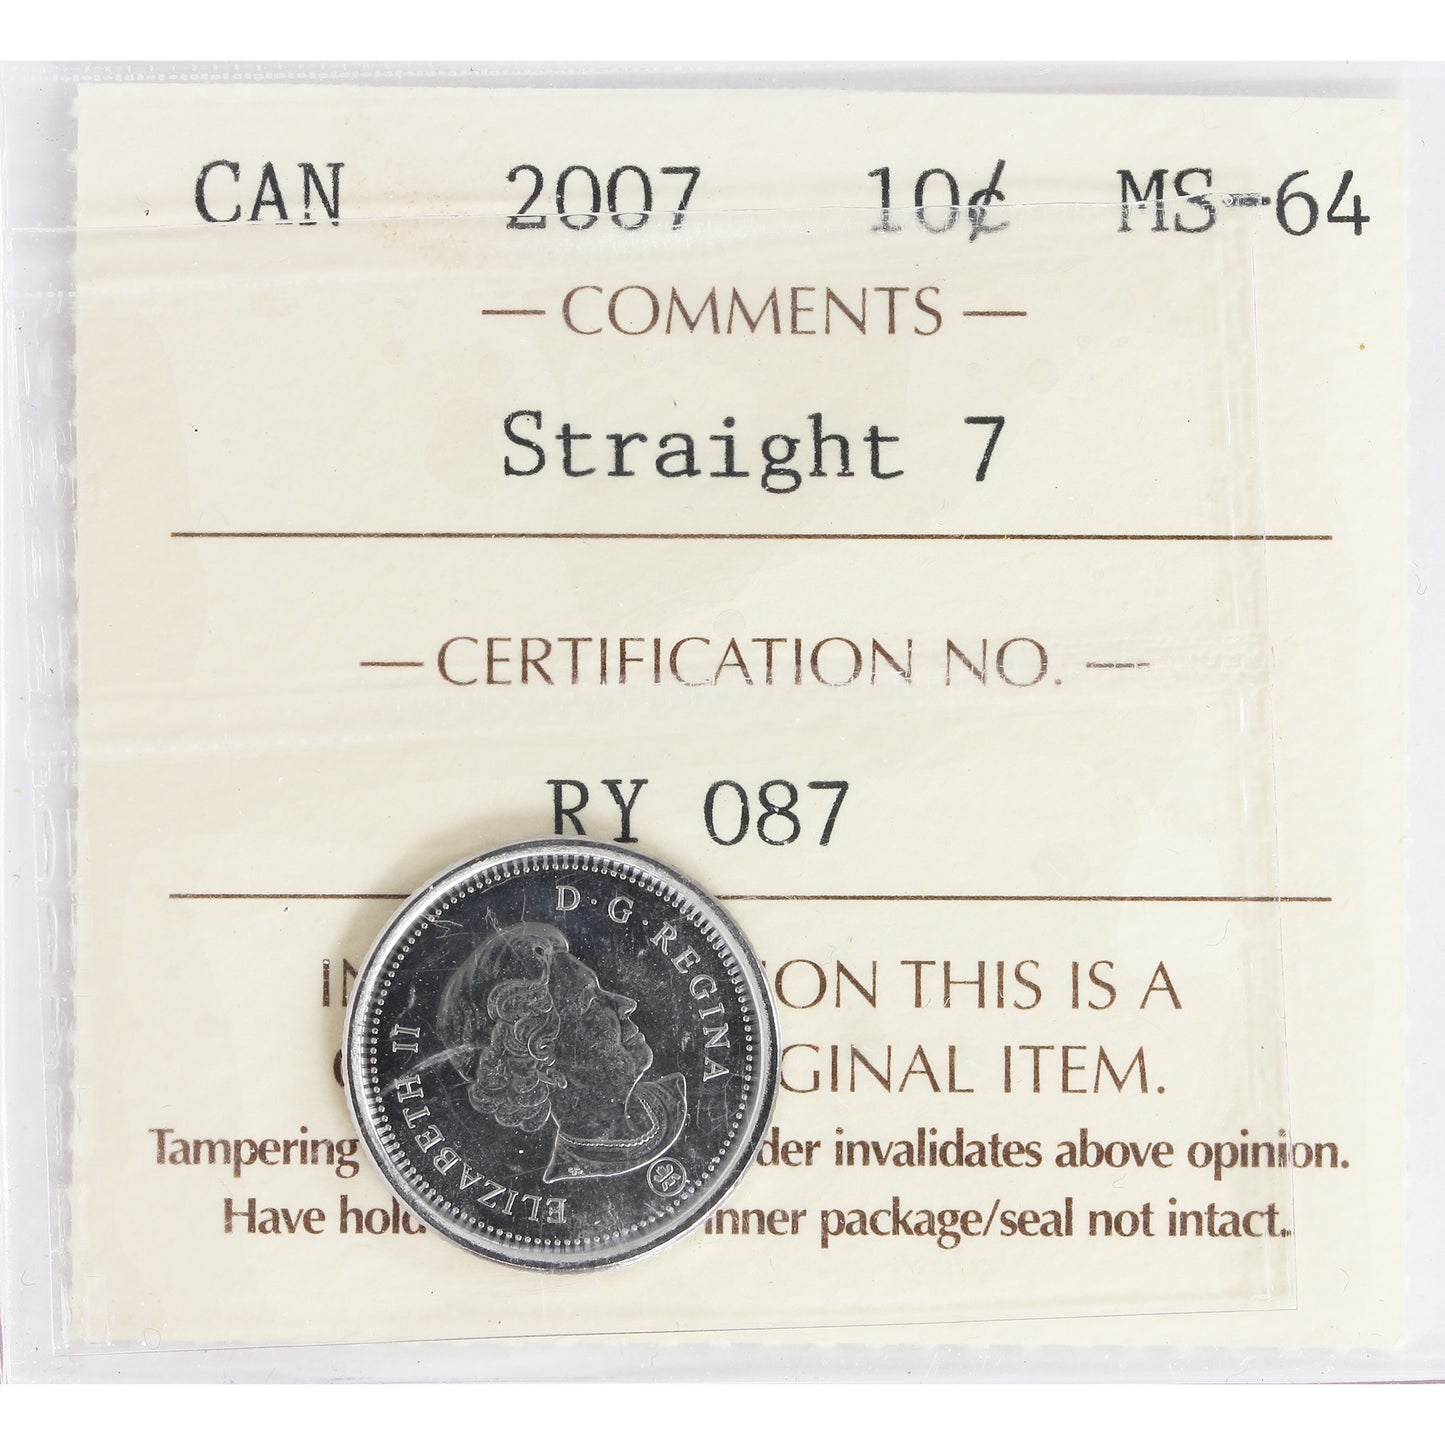 CAN 2007 10¢ MS-64
— COMMENTS —
Straight 7
— CERTIFICATION NO. —
RY 087
ON THIS IS A
GINAL ITEM.
Tampering der invalidates above opinion.
Have hold inner package/seal not intact.
ELIZABETH II D·G·REGINA